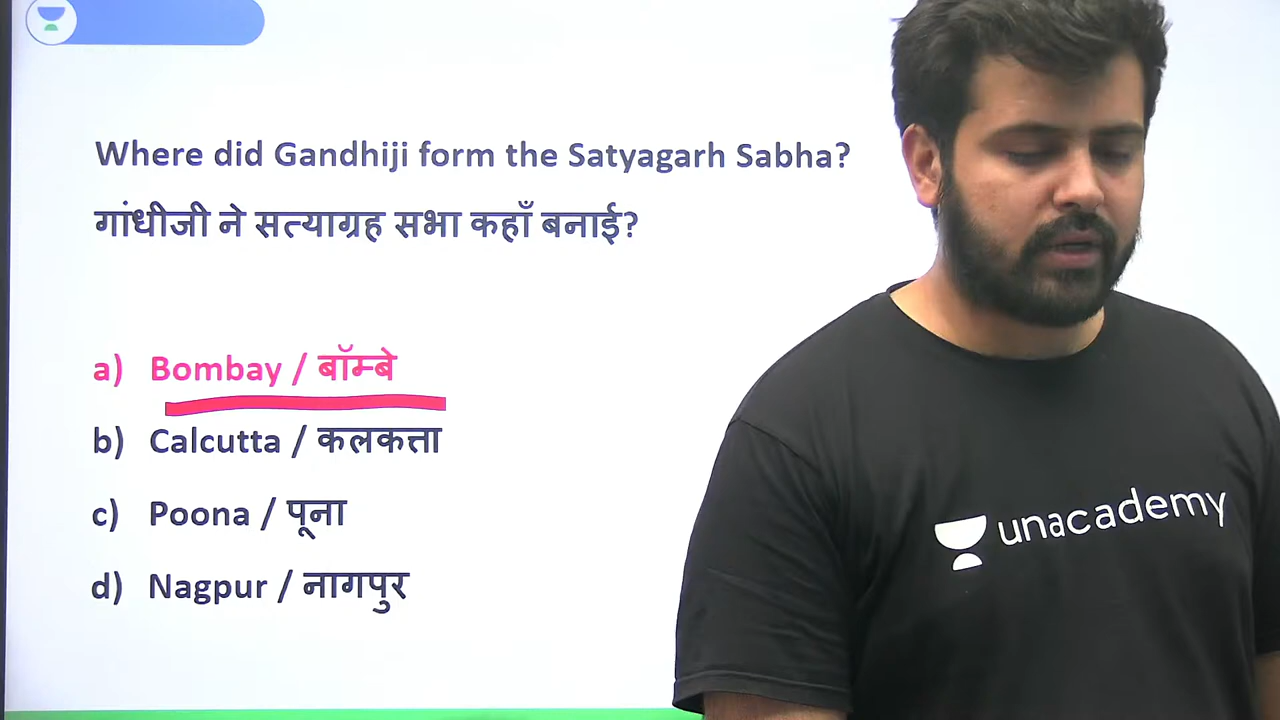 Where did Gandhiji form the Satyagarh Sabha?
गांधीजी ने सत्याग्रह सभा कहाँ बनाई?
a) Bombay / बॉम्बे
b) Calcutta / कलकत्ता
c) Poona / पूना
d) Nagpur / नागपुर
unacademy